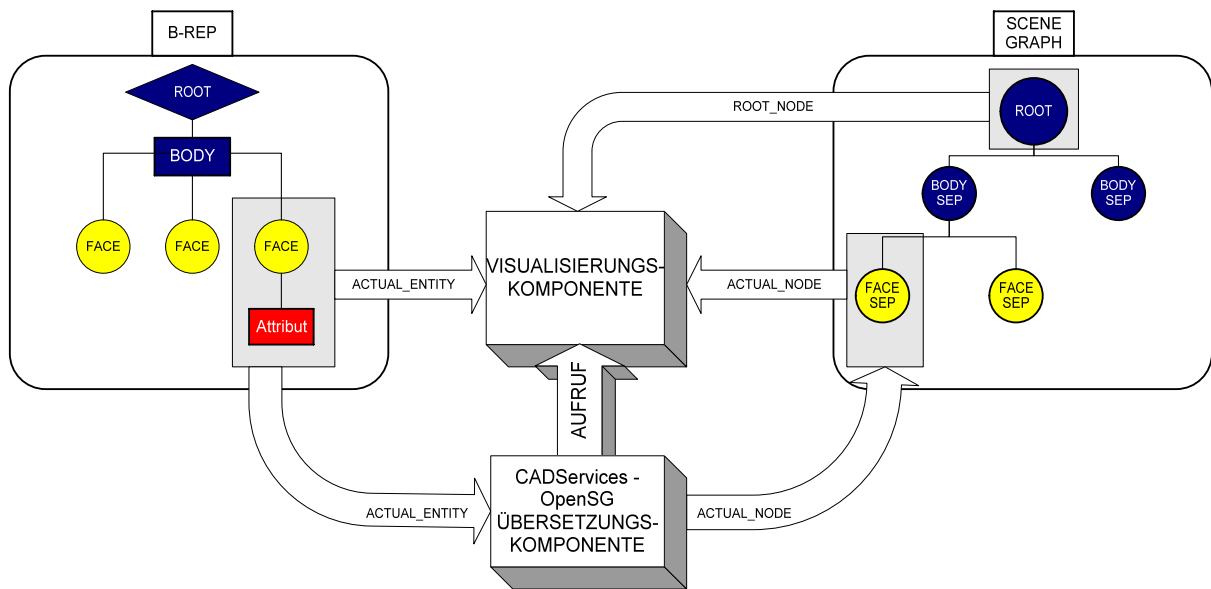 B-REP
SCENE
GRAPH
ROOT
ROOT_NODE
ROOT
BODY
BODY
SEP
BODY
SEP
FACE
FACE
FACE
VISUALISIERUNGS-
KOMPONENTE
ACTUAL_ENTITY
ACTUAL_NODE
FACE
SEP
FACE
SEP
Attribut
AUFRUF
CADServices -
OpenSG
ÜBERSETZUNGS-
KOMPONENTE
ACTUAL_ENTITY
ACTUAL_NODE